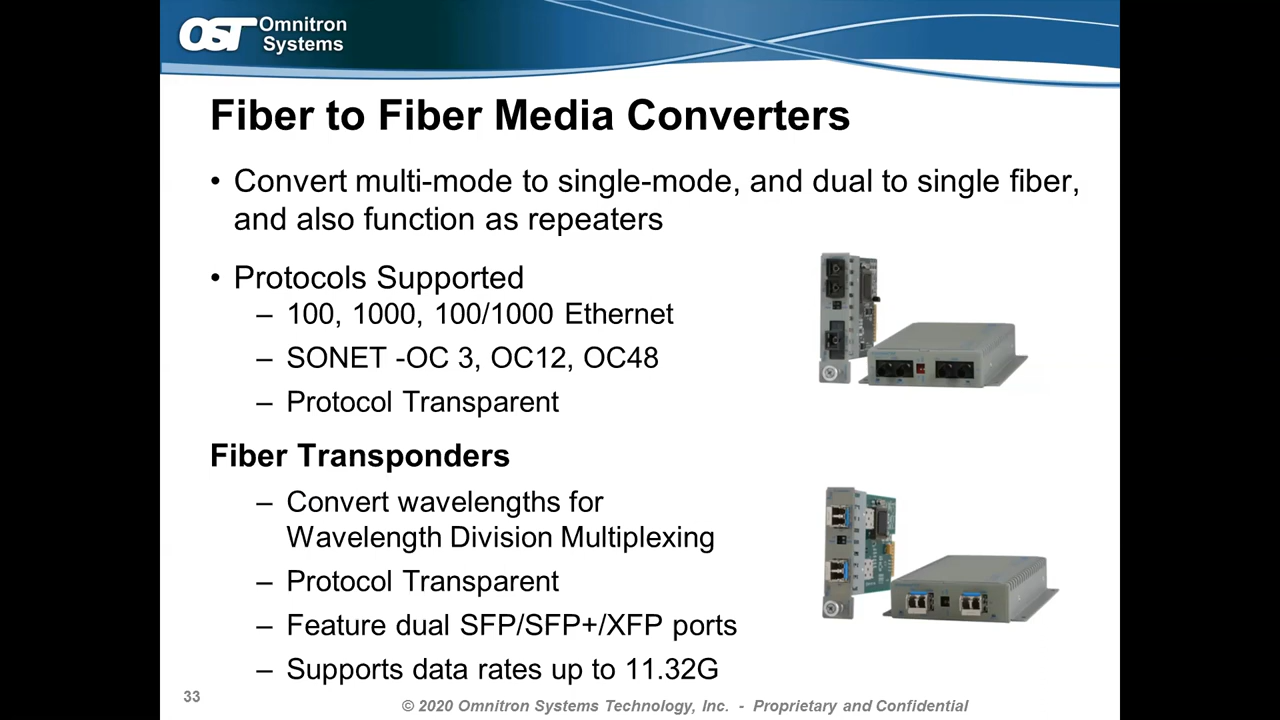 OST Omnitron
Systems
Fiber to Fiber Media Converters
• Convert multi-mode to single-mode, and dual to single fiber,
and also function as repeaters
• Protocols Supported
– 100, 1000, 100/1000 Ethernet
– SONET -OC 3, OC12, OC48
– Protocol Transparent
Fiber Transponders
– Convert wavelengths for
Wavelength Division Multiplexing
– Protocol Transparent
– Feature dual SFP/SFP+/XFP ports
– Supports data rates up to 11.32G
33
© 2020 Omnitron Systems Technology, Inc. - Proprietary and Confidential